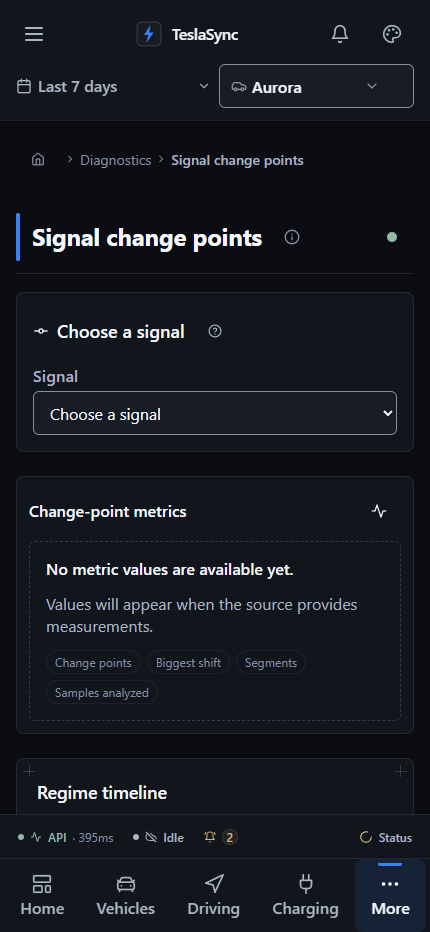 TeslaSync
Last 7 days
Aurora
Diagnostics
Signal change points
Signal change points
Choose a signal
Signal
Choose a signal
Change-point metrics
No metric values are available yet.
Values will appear when the source provides
measurements.
Change points
Biggest shift
Segments
Samples analyzed
Regime timeline
API · 395ms
Idle
2
Status
Home
Vehicles
Driving
Charging
More